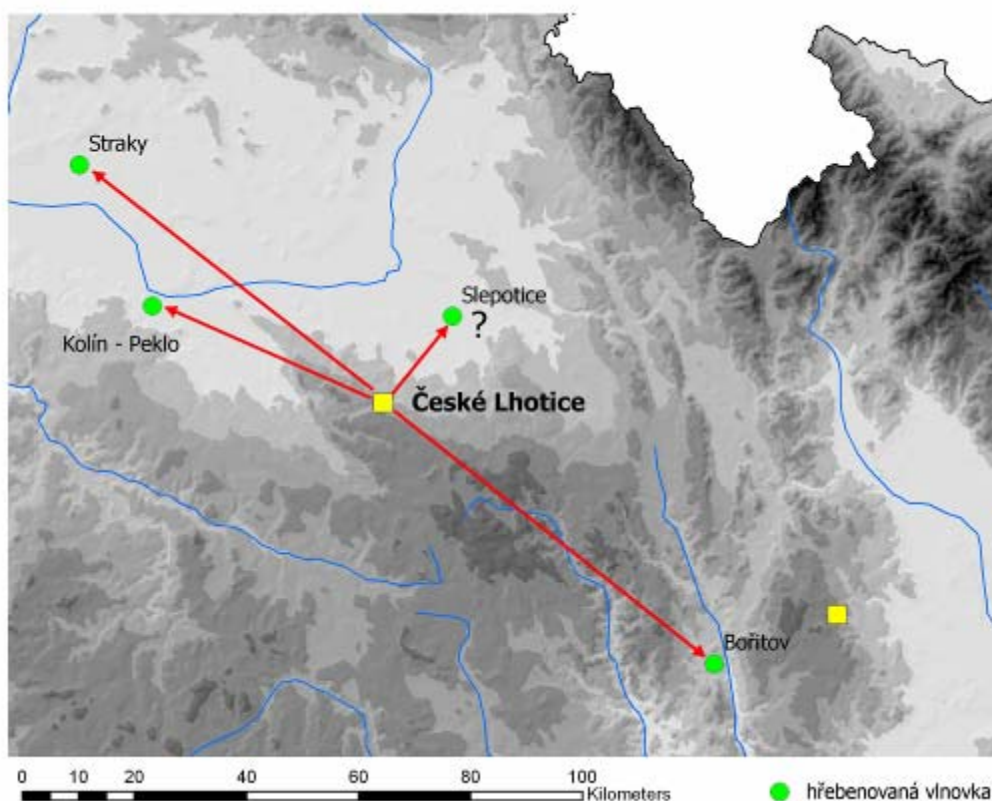 Straky
Slepotice
?
Kolín - Peklo
České Lhotice
Bořitov
0 10 20 40 60 80 100
Kilometers
hřebenovaná vlnovka